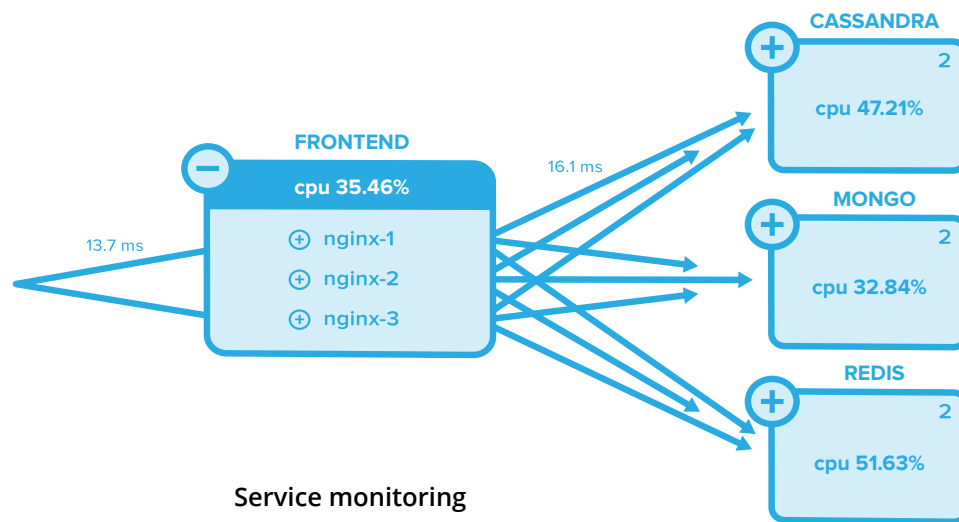 13.7 ms
FRONTEND
cpu 35.46%
nginx-1
nginx-2
nginx-3
16.1 ms
CASSANDRA
2
cpu 47.21%
MONGO
2
cpu 32.84%
REDIS
2
cpu 51.63%
Service monitoring